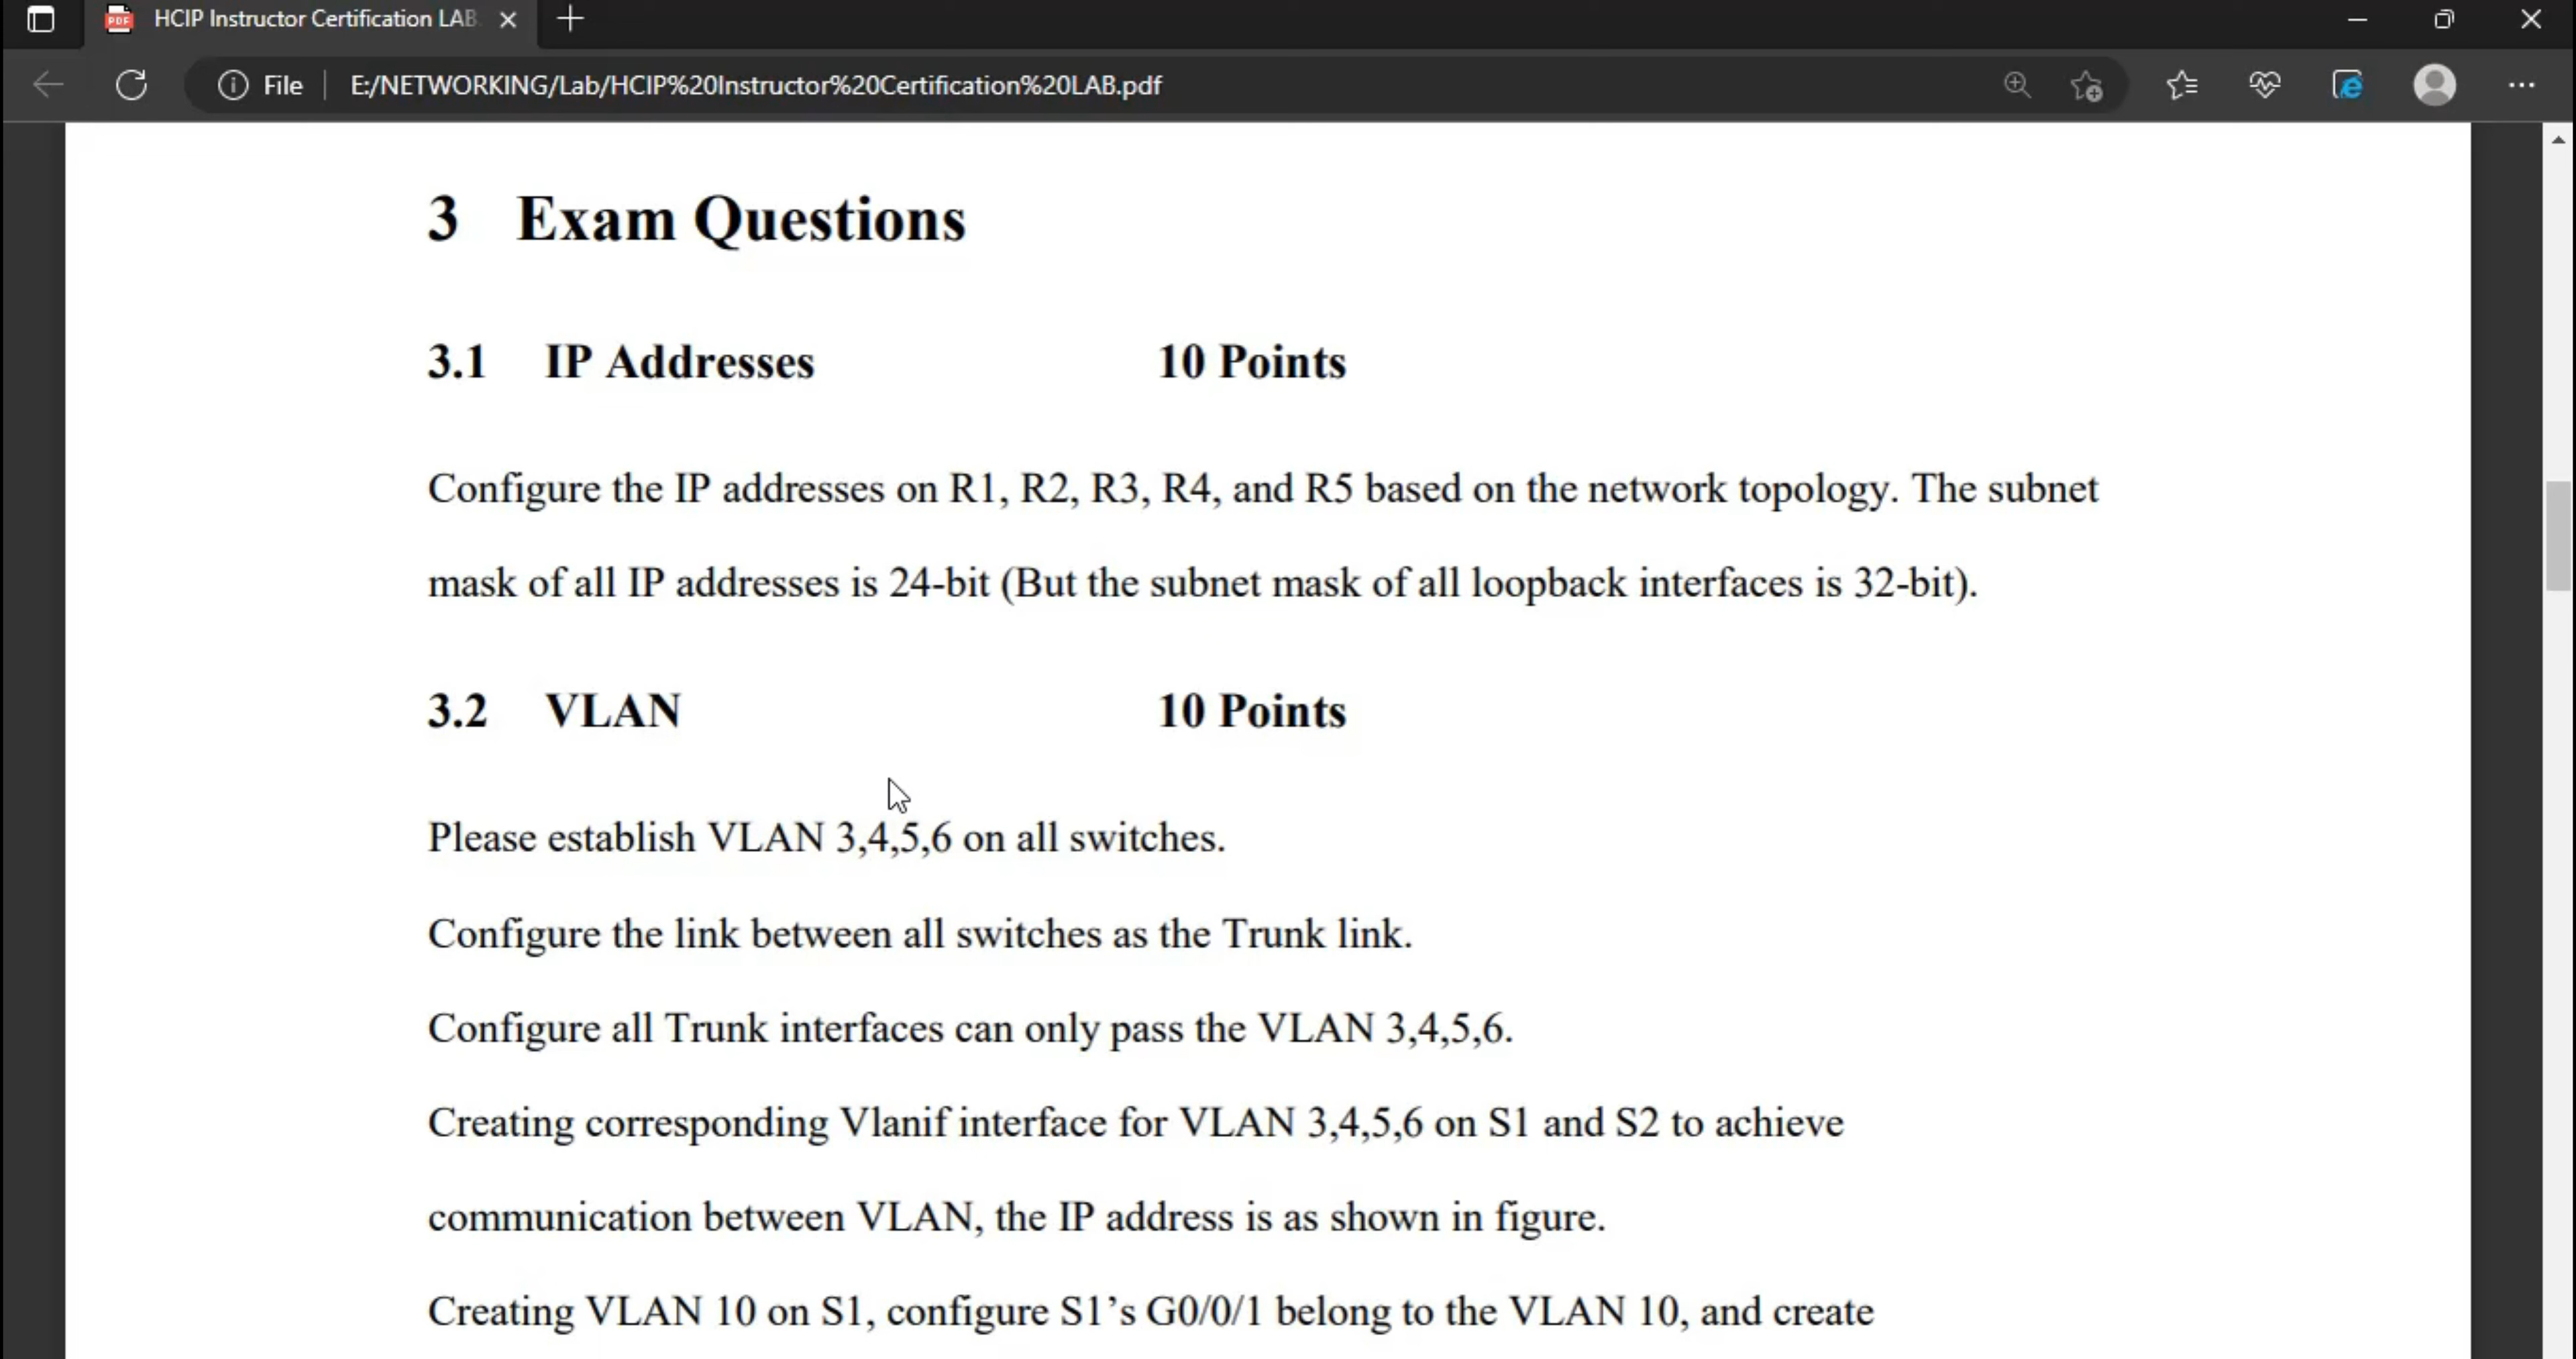 HCIP Instructor Certification LAB
File
E:/NETWORKING/Lab/HCIP%20Instructor%20Certification%20LAB.pdf
3 Exam Questions
3.1 IP Addresses 10 Points
Configure the IP addresses on R1, R2, R3, R4, and R5 based on the network topology. The subnet
mask of all IP addresses is 24-bit (But the subnet mask of all loopback interfaces is 32-bit).
3.2 VLAN 10 Points
Please establish VLAN 3,4,5,6 on all switches.
Configure the link between all switches as the Trunk link.
Configure all Trunk interfaces can only pass the VLAN 3,4,5,6.
Creating corresponding Vlanif interface for VLAN 3,4,5,6 on S1 and S2 to achieve
communication between VLAN, the IP address is as shown in figure.
Creating VLAN 10 on S1, configure S1’s G0/0/1 belong to the VLAN 10, and create